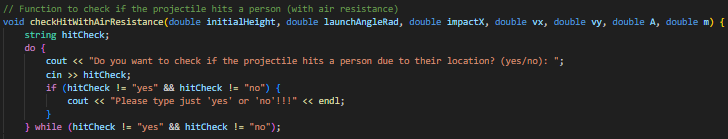 // Function to check if the projectile hits a person (with air resistance)
void checkHitWithAirResistance(double initialHeight, double launchAngleRad, double impactX, double vx, double vy, double A, double m) {
    string hitCheck;
    do {
        cout << "Do you want to check if the projectile hits a person due to their location? (yes/no): ";
        cin >> hitCheck;
        if (hitCheck != "yes" && hitCheck != "no") {
            cout << "Please type just 'yes' or 'no'!!!" << endl;
        }
    } while (hitCheck != "yes" && hitCheck != "no");